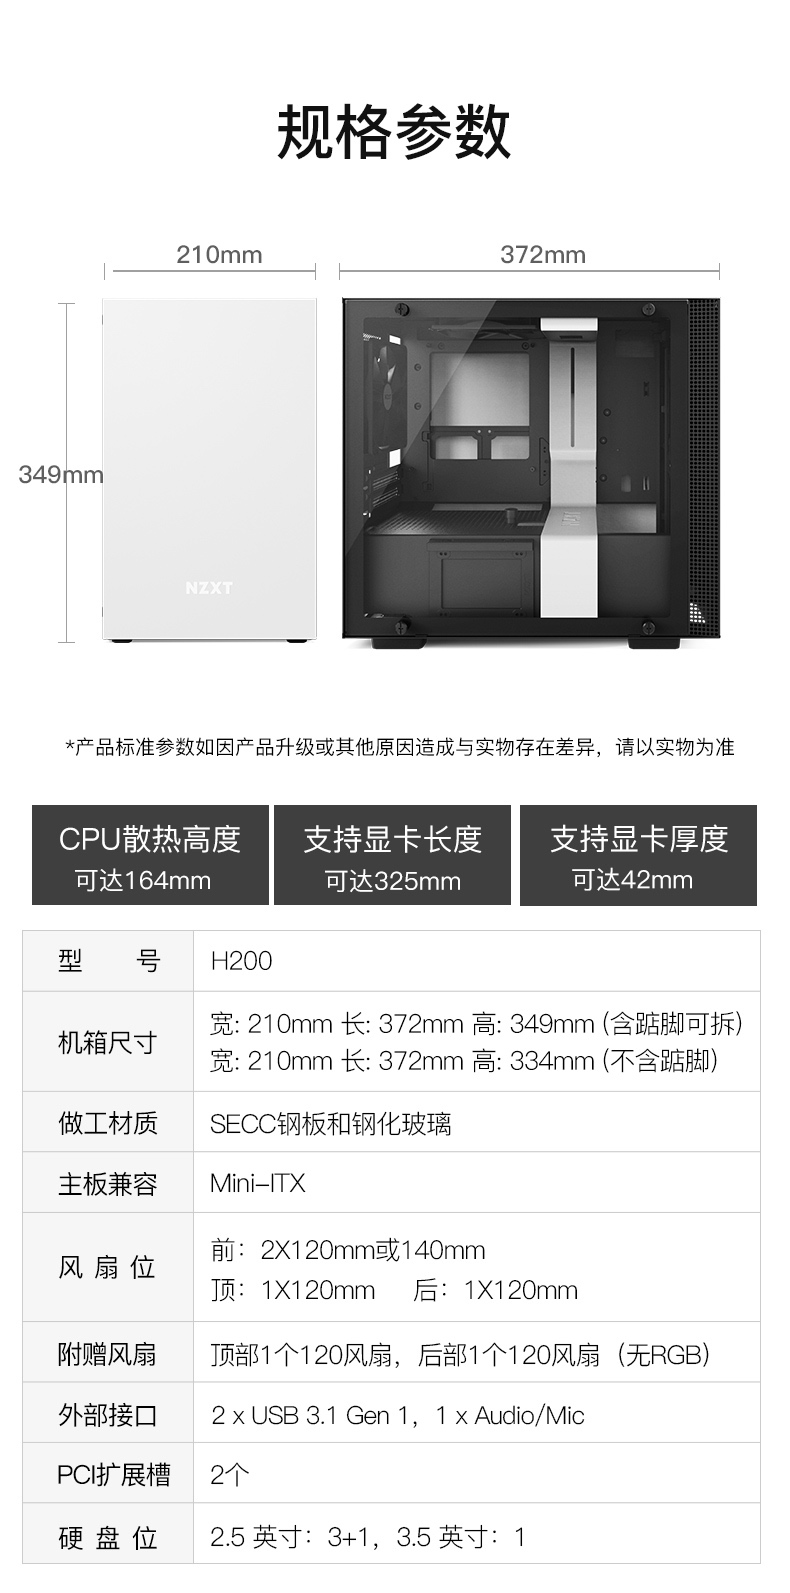 规格参数
210mm
372mm
349mm
NZXT
*产品标准参数如因产品升级或其他原因造成与实物存在差异，请以实物为准
CPU散热高度
可达164mm
支持显卡长度
可达325mm
支持显卡厚度
可达42mm
型 号 H200
机箱尺寸 宽: 210mm 长: 372mm 高: 349mm (含踮脚可拆)
宽: 210mm 长: 372mm 高: 334mm (不含踮脚)
做工材质 SECC钢板和钢化玻璃
主板兼容 Mini-ITX
风扇位 前：2X120mm或140mm
顶：1X120mm 后：1X120mm
附赠风扇 顶部1个120风扇，后部1个120风扇（无RGB）
外部接口 2 x USB 3.1 Gen 1，1 x Audio/Mic
PCI扩展槽 2个
硬盘位 2.5 英寸：3+1，3.5 英寸：1